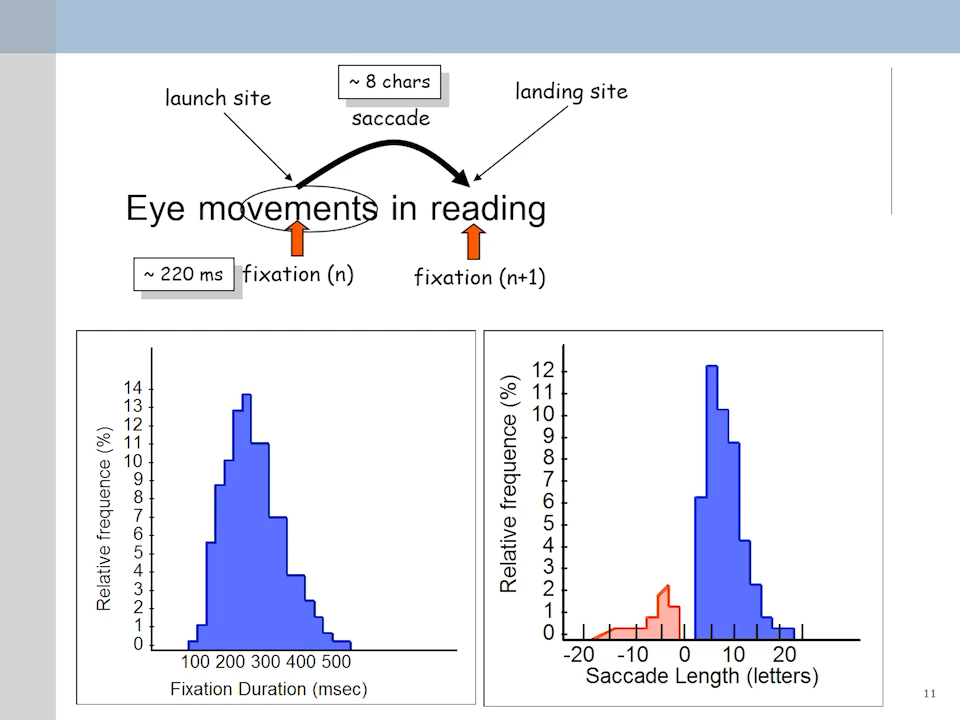 ~ 8 chars
launch site
landing site
saccade
Eye movements in reading
~ 220 ms
fixation (n)
fixation (n+1)
14
13
12
11
10
9
8
7
6
5
4
3
2
1
0
Relative frequence (%)
100 200 300 400 500
Fixation Duration (msec)
12
11
10
9
8
7
6
5
4
3
2
1
0
Relative frequence (%)
-20 -10 0 10 20
Saccade Length (letters)
11